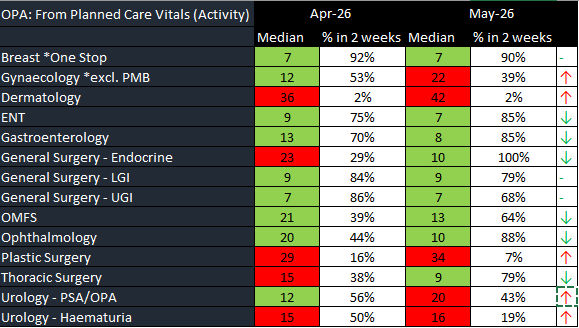 OPA: From Planned Care Vitals (Activity) Apr-26 May-26
Median % in 2 weeks Median % in 2 weeks
Breast *One Stop 7 92% 7 90% -
Gynaecology *excl. PMB 12 53% 22 39% ↑
Dermatology 36 2% 42 2% ↑
ENT 9 75% 7 85% ↓
Gastroenterology 13 70% 8 85% ↓
General Surgery - Endocrine 23 29% 10 100% ↓
General Surgery - LGI 9 84% 9 79% -
General Surgery - UGI 7 86% 7 68% -
OMFS 21 39% 13 64% ↓
Ophthalmology 20 44% 10 88% ↓
Plastic Surgery 29 16% 34 7% ↑
Thoracic Surgery 15 38% 9 79% ↓
Urology - PSA/OPA 12 56% 20 43% ↑
Urology - Haematuria 15 50% 16 19% ↑